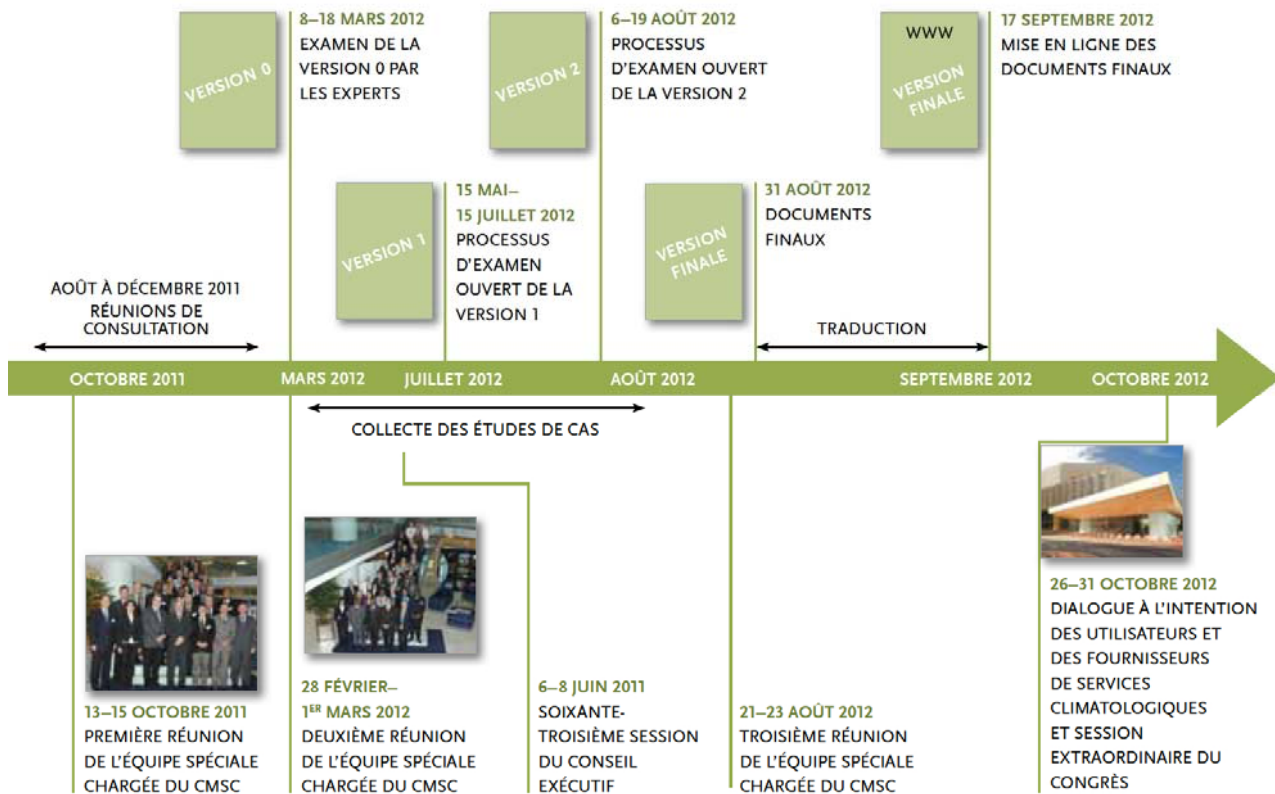 VERSION 0
8–18 MARS 2012
EXAMEN DE LA
VERSION 0 PAR
LES EXPERTS
VERSION 2
6–19 AOÛT 2012
PROCESSUS
D'EXAMEN OUVERT
DE LA VERSION 2
WWW
VERSION
FINALE
17 SEPTEMBRE 2012
MISE EN LIGNE DES
DOCUMENTS FINAUX
VERSION 1
15 MAI–
15 JUILLET 2012
PROCESSUS
D'EXAMEN
OUVERT DE LA
VERSION 1
VERSION
FINALE
31 AOÛT 2012
DOCUMENTS
FINAUX
AOÛT À DÉCEMBRE 2011
RÉUNIONS DE
CONSULTATION
TRADUCTION
OCTOBRE 2011
MARS 2012
JUILLET 2012
AOÛT 2012
SEPTEMBRE 2012
OCTOBRE 2012
COLLECTE DES ÉTUDES DE CAS
13–15 OCTOBRE 2011
PREMIÈRE RÉUNION
DE L'ÉQUIPE SPÉCIALE
CHARGÉE DU CMSC
28 FÉVRIER–
1ER MARS 2012
DEUXIÈME RÉUNION
DE L'ÉQUIPE SPÉCIALE
CHARGÉE DU CMSC
6–8 JUIN 2011
SOIXANTE-
TROISIÈME SESSION
DU CONSEIL
EXÉCUTIF
21–23 AOÛT 2012
TROISIÈME RÉUNION
DE L'ÉQUIPE SPÉCIALE
CHARGÉE DU CMSC
26–31 OCTOBRE 2012
DIALOGUE À L'INTENTION
DES UTILISATEURS ET
DES FOURNISSEURS
DE SERVICES
CLIMATOLOGIQUES
ET SESSION
EXTRAORDINAIRE DU
CONGRÈS